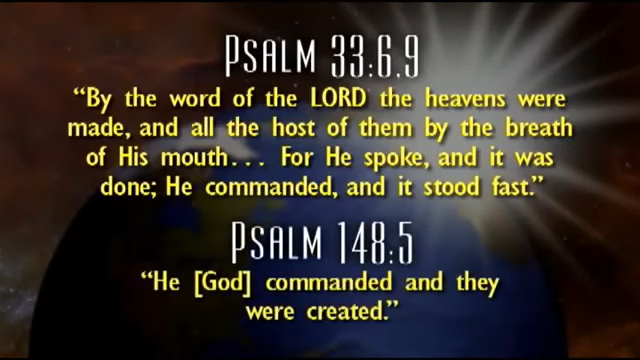 PSALM 33:6,9
“By the word of the LORD the heavens were
made, and all the host of them by the breath
of His mouth... For He spoke, and it was
done; He commanded, and it stood fast.”
PSALM 148:5
“He [God] commanded and they
were created.”